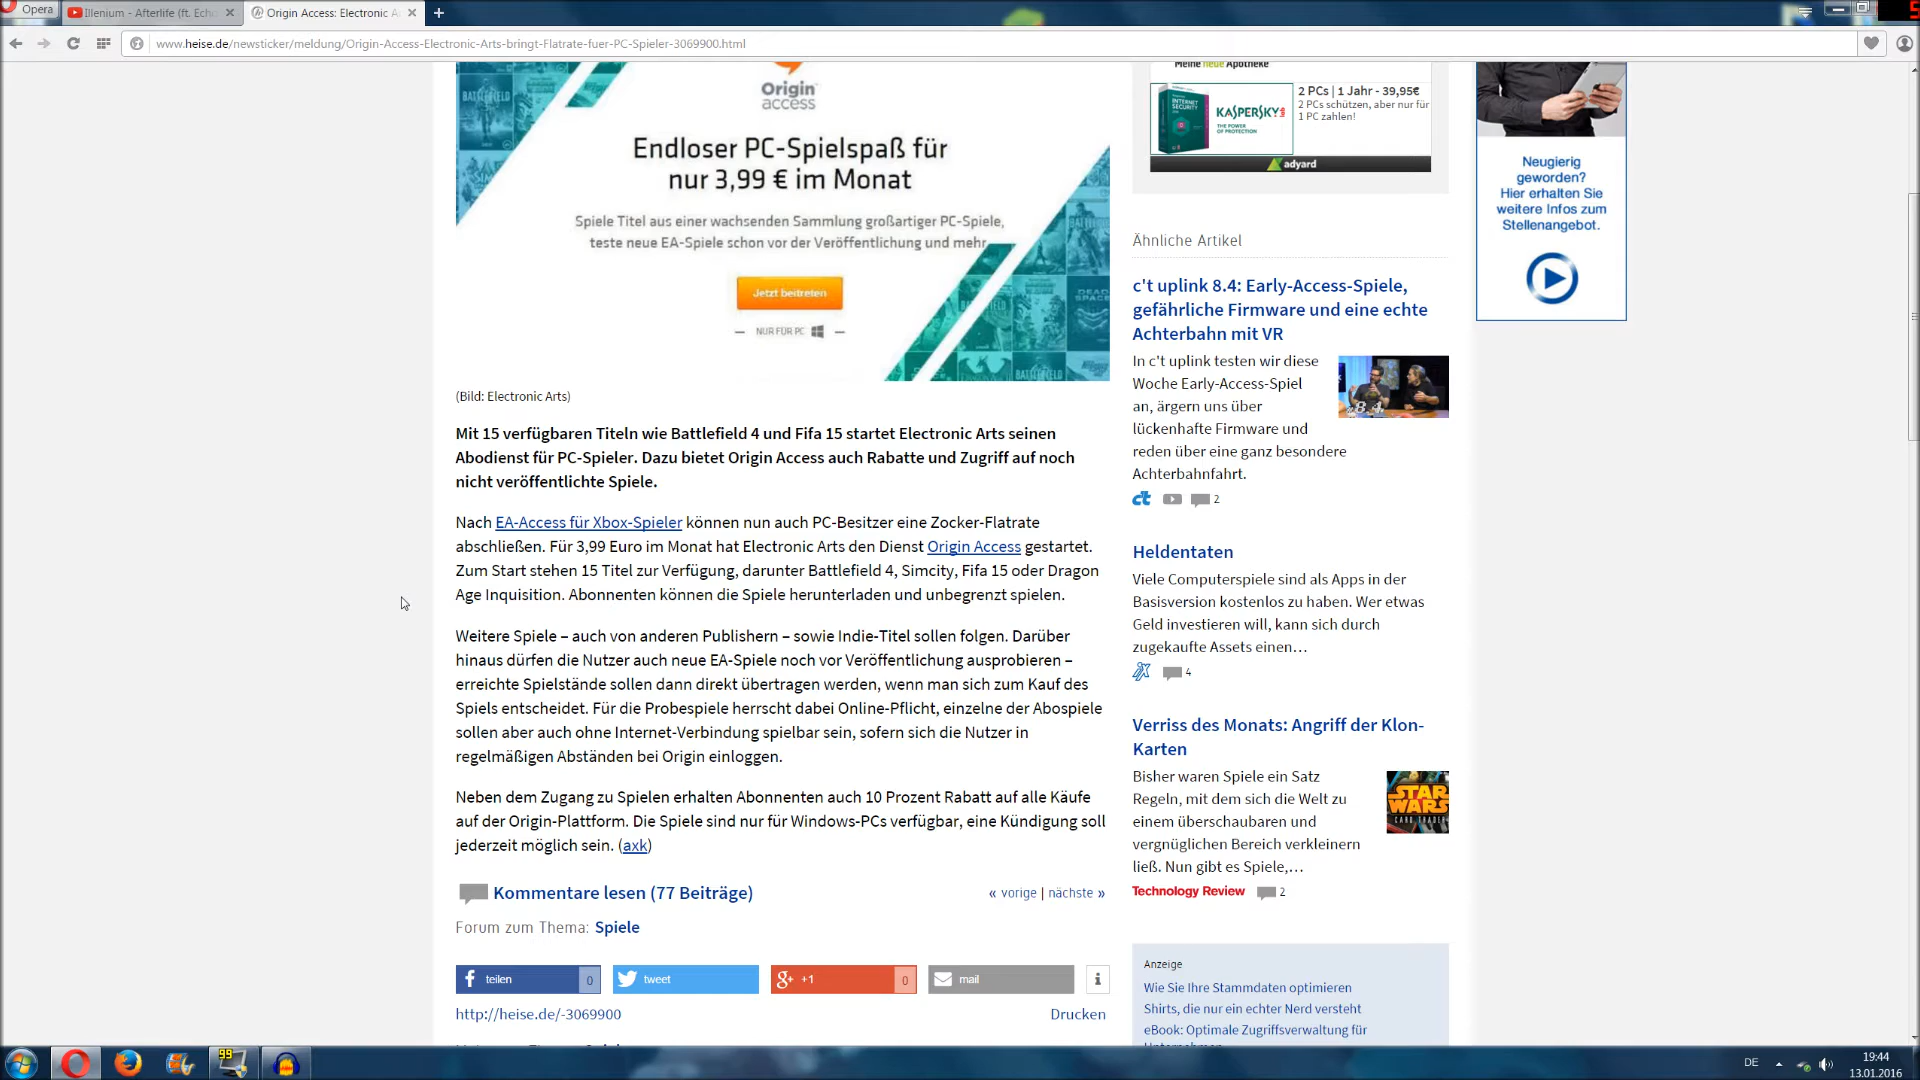 Opera
Illenium - Afterlife (ft. Ech
Origin Access: Electronic A
www.heise.de/newsticker/meldung/Origin-Access-Electronic-Arts-bringt-Flatrate-fuer-PC-Spieler-3069900.html
BATTLEFIELD
Origin
access
Endloser PC-Spielspaß für
nur 3,99 € im Monat
Spiele Titel aus einer wachsenden Sammlung großartiger PC-Spiele,
teste neue EA-Spiele schon vor der Veröffentlichung und mehr.
Jetzt beitreten
NUR FÜR PC
DEAD SPACE
BATTLEFIELD
(Bild: Electronic Arts)
Mit 15 verfügbaren Titeln wie Battlefield 4 und Fifa 15 startet Electronic Arts seinen
Abodienst für PC-Spieler. Dazu bietet Origin Access auch Rabatte und Zugriff auf noch
nicht veröffentlichte Spiele.
Nach EA-Access für Xbox-Spieler können nun auch PC-Besitzer eine Zocker-Flatrate
abschließen. Für 3,99 Euro im Monat hat Electronic Arts den Dienst Origin Access gestartet.
Zum Start stehen 15 Titel zur Verfügung, darunter Battlefield 4, Simcity, Fifa 15 oder Dragon
Age Inquisition. Abonnenten können die Spiele herunterladen und unbegrenzt spielen.
Weitere Spiele – auch von anderen Publishern – sowie Indie-Titel sollen folgen. Darüber
hinaus dürfen die Nutzer auch neue EA-Spiele noch vor Veröffentlichung ausprobieren –
erreichte Spielstände sollen dann direkt übertragen werden, wenn man sich zum Kauf des
Spiels entscheidet. Für die Probespiele herrscht dabei Online-Pflicht, einzelne der Abospiele
sollen aber auch ohne Internet-Verbindung spielbar sein, sofern sich die Nutzer in
regelmäßigen Abständen bei Origin einloggen.
Neben dem Zugang zu Spielen erhalten Abonnenten auch 10 Prozent Rabatt auf alle Käufe
auf der Origin-Plattform. Die Spiele sind nur für Windows-PCs verfügbar, eine Kündigung soll
jederzeit möglich sein. (axk)
Kommentare lesen (77 Beiträge)
« vorige | nächste »
Forum zum Thema: Spiele
teilen 0
tweet
g+ +1 0
mail
i
http://heise.de/-3069900
Drucken
Meine neue Apotheke
INTERNET
SECURITY
KASPERSKY lab
THE POWER
OF PROTECTION
2 PCs | 1 Jahr - 39,95€
2 PCs schützen, aber nur für
1 PC zahlen!
adyard
Ähnliche Artikel
c't uplink 8.4: Early-Access-Spiele,
gefährliche Firmware und eine echte
Achterbahn mit VR
In c't uplink testen wir diese
Woche Early-Access-Spiel
an, ärgern uns über
lückenhafte Firmware und
reden über eine ganz besondere
Achterbahnfahrt.
8.4
c't
2
Heldentaten
Viele Computerspiele sind als Apps in der
Basisversion kostenlos zu haben. Wer etwas
Geld investieren will, kann sich durch
zugekaufte Assets einen…
4
Verriss des Monats: Angriff der Klon-
Karten
Bisher waren Spiele ein Satz
Regeln, mit dem sich die Welt zu
einem überschaubaren und
vergnüglichen Bereich verkleinern
ließ. Nun gibt es Spiele,…
STAR
WARS
CARD TRADER
Technology Review
2
Anzeige
Wie Sie Ihre Stammdaten optimieren
Shirts, die nur ein echter Nerd versteht
eBook: Optimale Zugriffsverwaltung für
Unternehmen
Neugierig
geworden?
Hier erhalten Sie
weitere Infos zum
Stellenangebot.
99
DE
19:44
13.01.2016